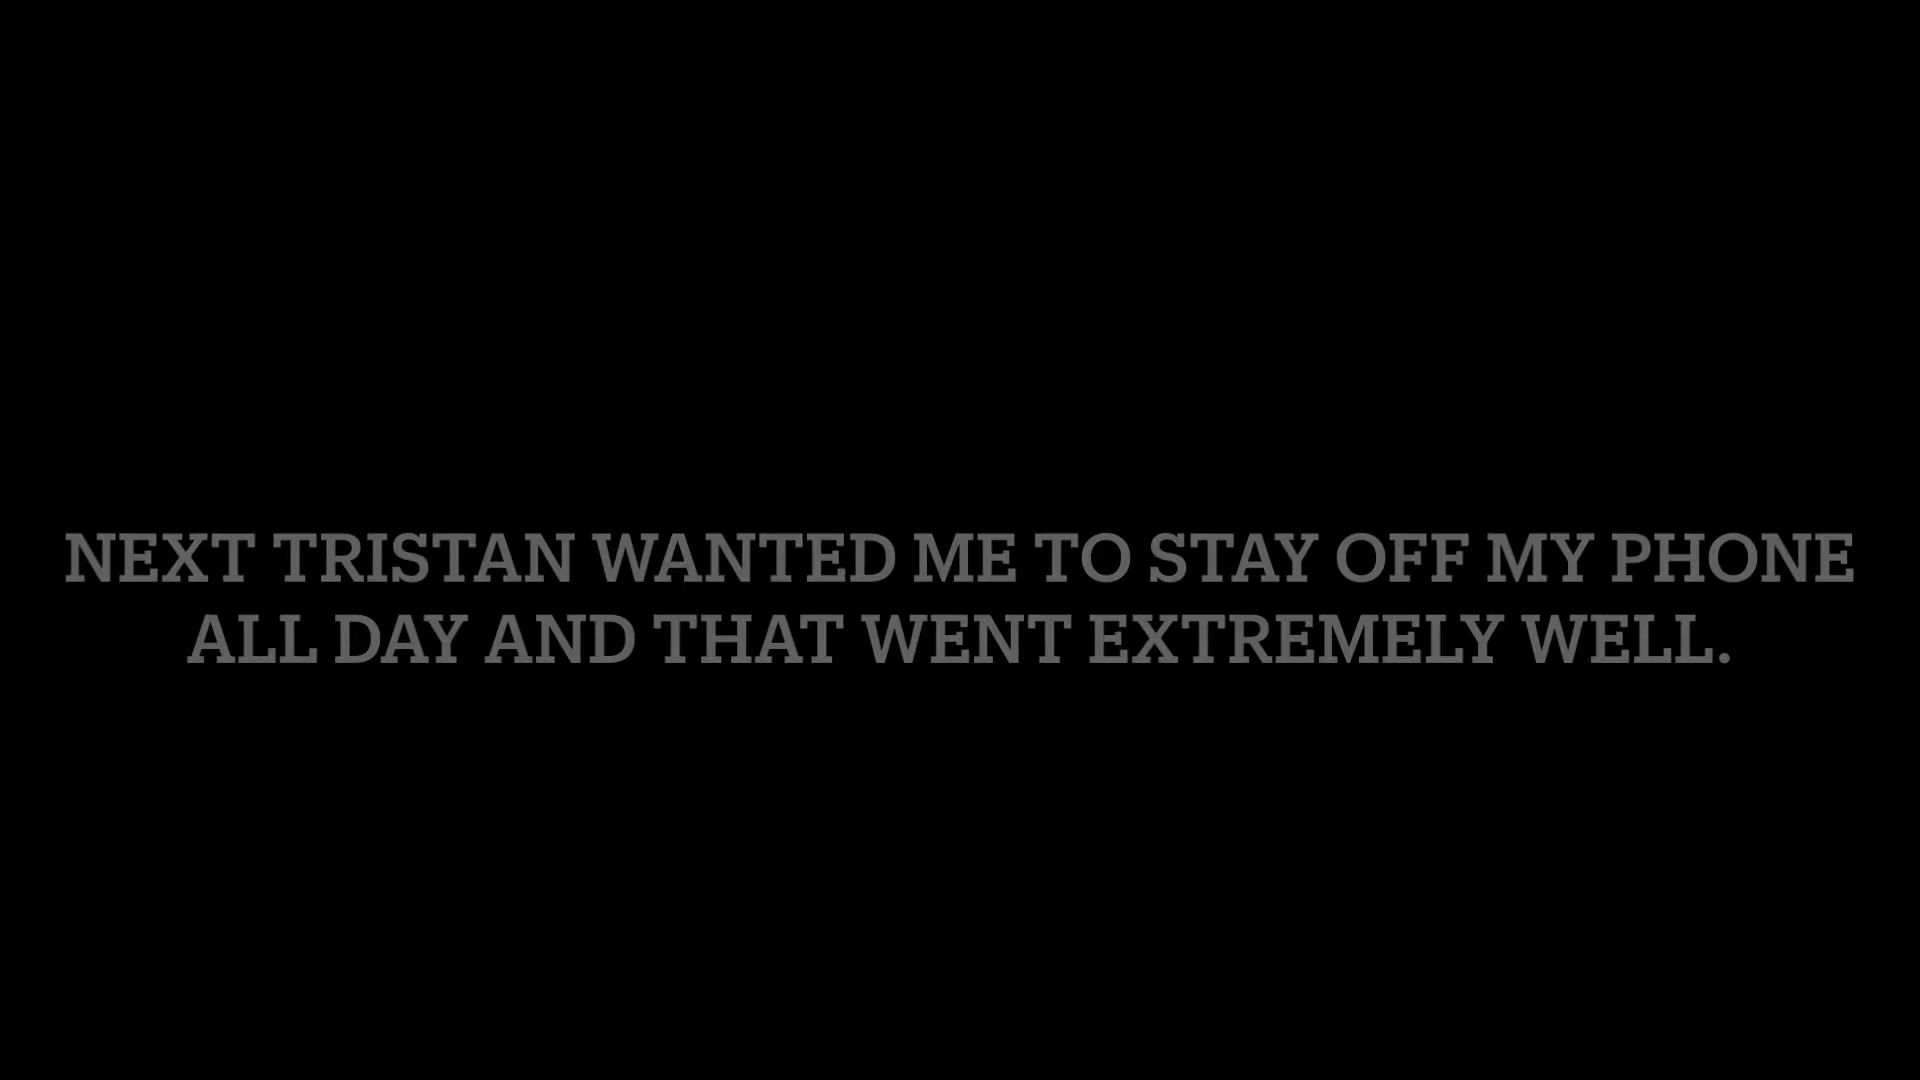 NEXT TRISTAN WANTED ME TO STAY OFF MY PHONE
ALL DAY AND THAT WENT EXTREMELY WELL.